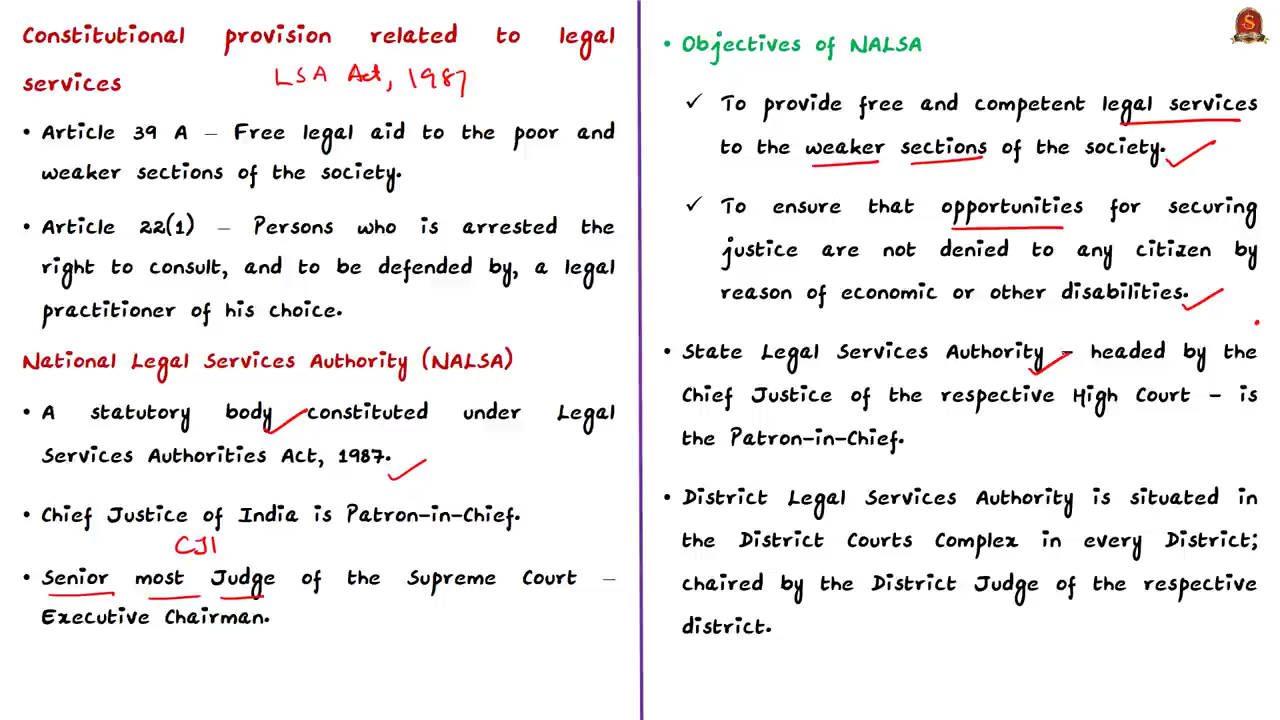 Constitutional provision related to legal
services
LSA Act, 1987
• Article 39 A – Free legal aid to the poor and
weaker sections of the society.
• Article 22(1) – Persons who is arrested the
right to consult, and to be defended by, a legal
practitioner of his choice.
National Legal Services Authority (NALSA)
• A statutory body constituted under Legal
Services Authorities Act, 1987.
• Chief Justice of India is Patron-in-Chief.
CJI
• Senior most Judge of the Supreme Court –
Executive Chairman.
• Objectives of NALSA
✓ To provide free and competent legal services
to the weaker sections of the society.
✓ To ensure that opportunities for securing
justice are not denied to any citizen by
reason of economic or other disabilities.
• State Legal Services Authority – headed by the
Chief Justice of the respective High Court – is
the Patron-in-Chief.
• District Legal Services Authority is situated in
the District Courts Complex in every District;
chaired by the District Judge of the respective
district.
S